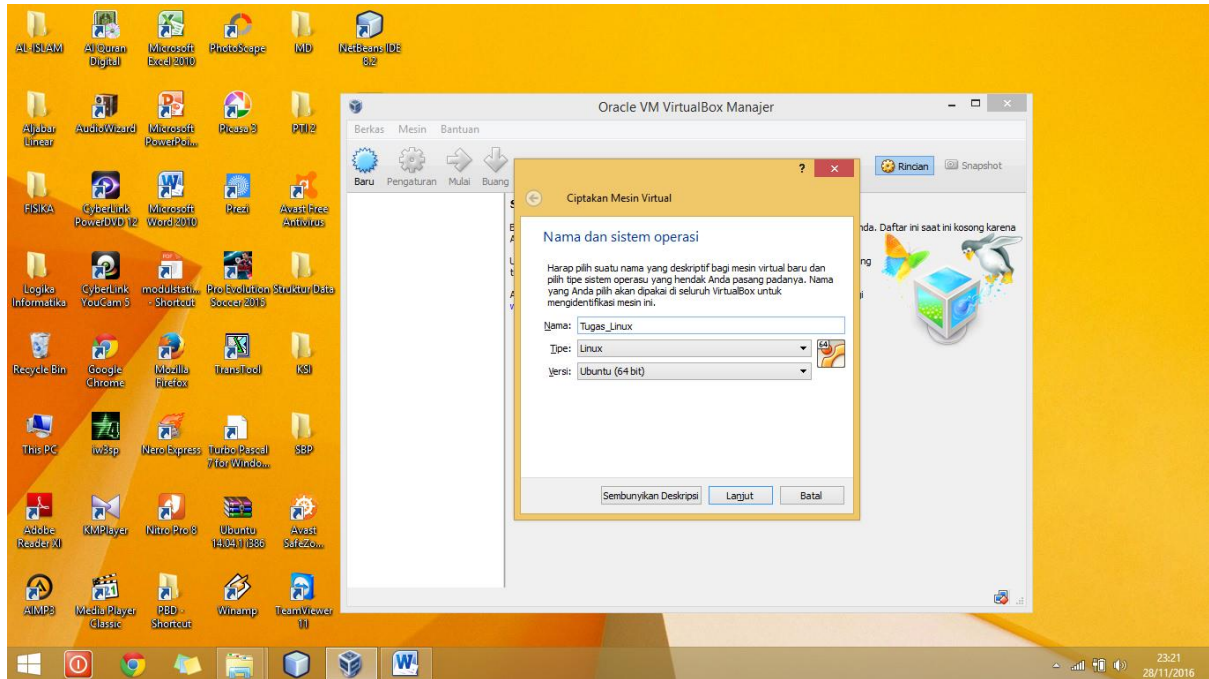 AL-ISLAM
Al Quran Digital
Microsoft Excel 2010
PhotoScape
MD
NetBeans IDE 8.2
Aljabar Linear
AudioWizard
Microsoft PowerPoi...
Picasa 3
PTI 2
FISIKA
CyberLink PowerDVD 12
Microsoft Word 2010
Prezi
Avast Free Antivirus
Logika Informatika
CyberLink YouCam 5
modulstati... - Shortcut
Pro Evolution Soccer 2016
Struktur Data
Recycle Bin
Google Chrome
Mozilla Firefox
TransTool
KSI
This PC
iw3sp
Nero Express
Turbo Pascal 7 for Windo...
SBP
Adobe Reader XI
KMPlayer
Nitro Pro 8
Ubuntu 14.04.1 i386
Avast SafeZo...
AIMP3
Media Player Classic
PBD - Shortcut
Winamp
TeamViewer 11
Oracle VM VirtualBox Manajer
Berkas Mesin Bantuan
Baru Pengaturan Mulai Buang
Rincian Snapshot
nda. Daftar ini saat ini kosong karena
ng
? ×
Ciptakan Mesin Virtual
Nama dan sistem operasi
Harap pilih suatu nama yang deskriptif bagi mesin virtual baru dan
pilih tipe sistem operasu yang hendak Anda pasang padanya. Nama
yang Anda pilih akan dipakai di seluruh VirtualBox untuk
mengidentifikasi mesin ini.
Nama: Tugas_Linux
Tipe: Linux
64
Versi: Ubuntu (64 bit)
Sembunyikan Deskripsi Lanjut Batal
23:21
28/11/2016